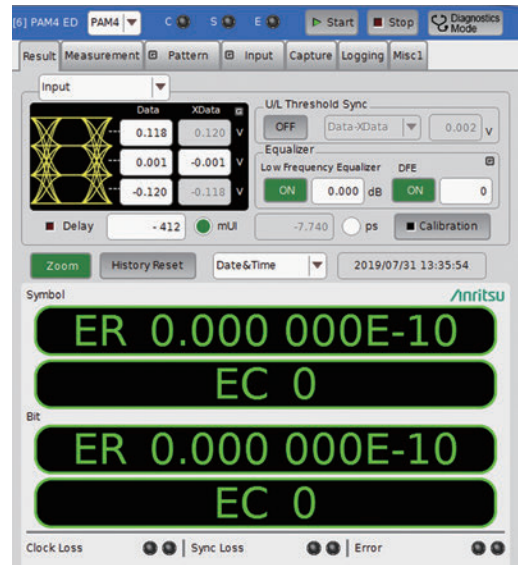 [6] PAM4 ED PAM4 C S E Start Stop Diagnostics Mode
Result Measurement Pattern Input Capture Logging Misc1
Input
Data XData
0.118 0.120 V
0.001 -0.001 V
-0.120 -0.118 V
U/L Threshold Sync
OFF Data-XData 0.002 V
Equalizer
Low Frequency Equalizer DFE
ON 0.000 dB ON 0
Delay -412 mUI -7.740 ps Calibration
Zoom History Reset Date&Time 2019/07/31 13:35:54
Symbol Anritsu
ER 0.000 000E-10
EC 0
Bit
ER 0.000 000E-10
EC 0
Clock Loss Sync Loss Error